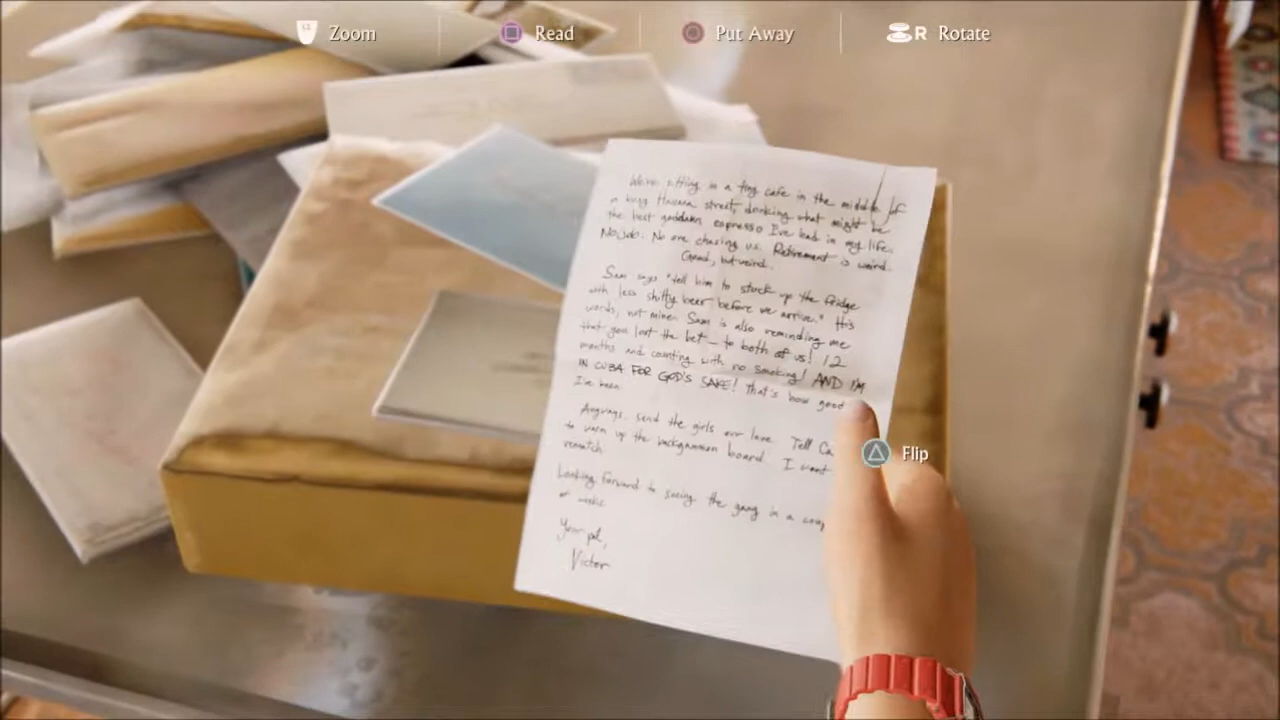 Zoom
Read
Put Away
R Rotate
We're sitting in a tiny cafe in the middle of
a busy Havana street, drinking what might be
the best goddamn espresso I've had in my life.
No job. No one chasing us. Retirement is weird.
Good, but weird.
Sam says "tell him to stock up the fridge
with less shitty beer before we arrive." His
words, not mine. Sam is also reminding me
that you lost the bet — to both of us! 12
months and counting with no smoking! AND I'M
IN CUBA FOR GOD'S SAKE! That's how good
I've been
Anyways, send the girls our love. Tell Ca
to warm up the backgammon board. I want
rematch.
Looking forward to seeing the gang in a coup
of weeks
Your pal,
Victor
Flip